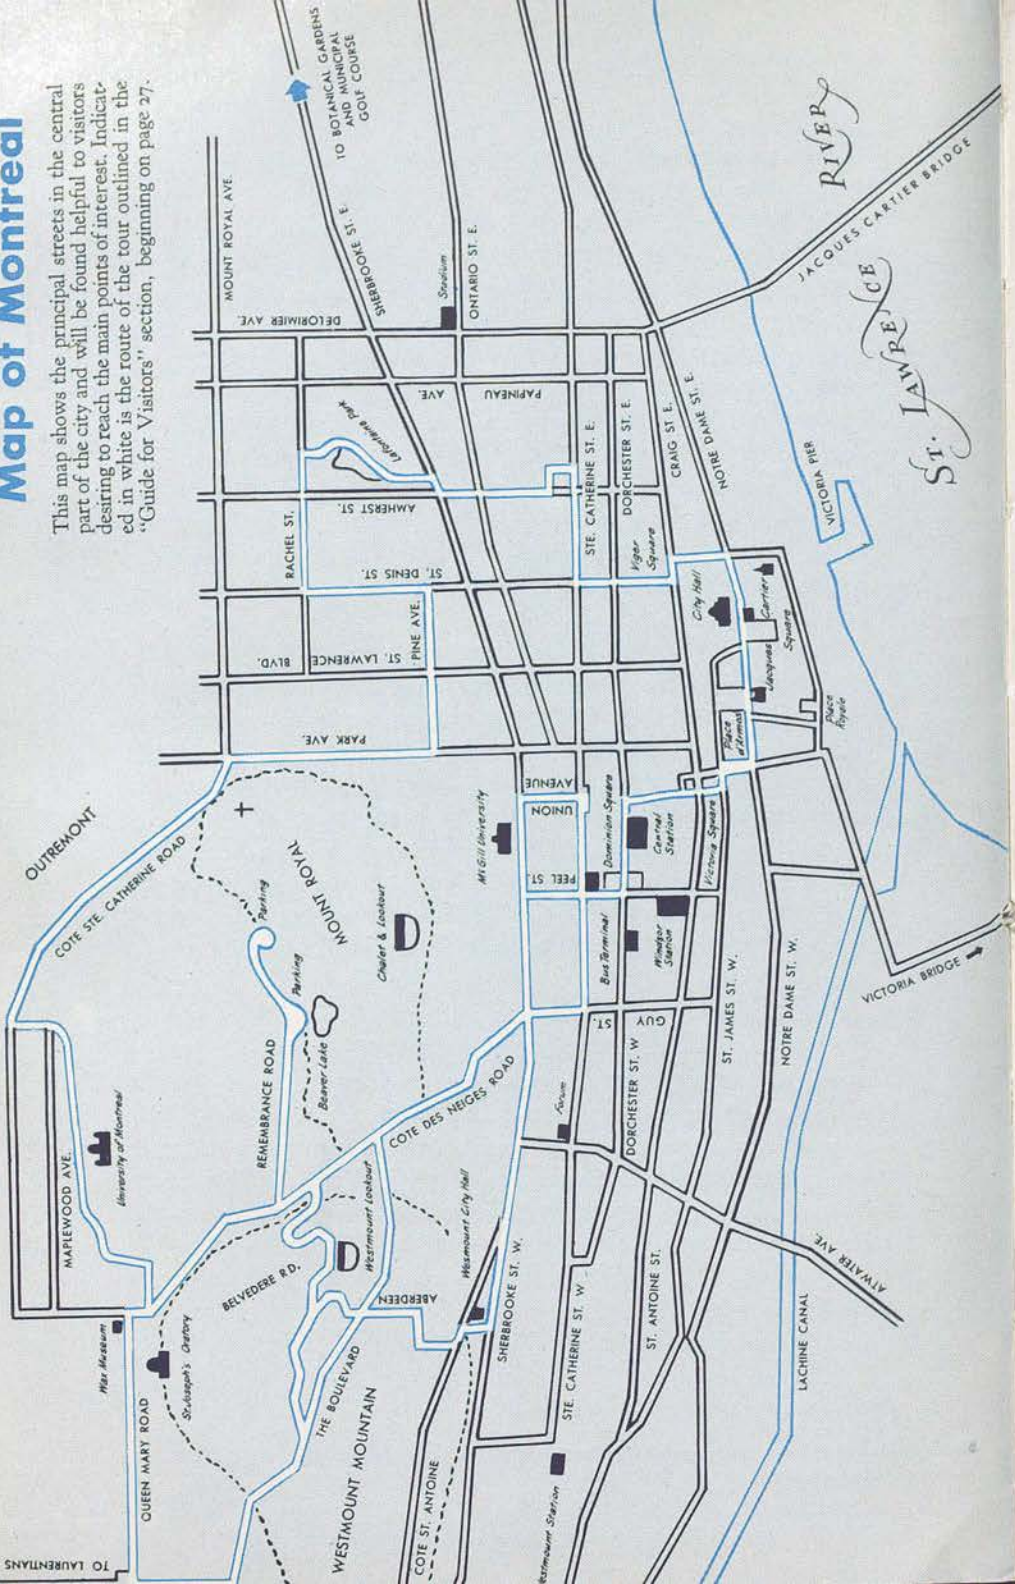 Map of Montreal
This map shows the principal streets in the central
part of the city and will be found helpful to visitors
desiring to reach the main points of interest. Indicat-
ed in white is the route of the tour outlined in the
"Guide for Visitors" section, beginning on page 27.
TO BOTANICAL GARDENS
AND MUNICIPAL
GOLF COURSE
MOUNT ROYAL AVE.
SHERBROOKE ST. E.
ONTARIO ST. E.
Stadium
DELORIMIER AVE.
PAPINEAU
AVE.
Lafontaine Park
RACHEL ST.
AMHERST ST.
ST. DENIS ST.
PINE AVE.
ST. LAWRENCE
BLVD.
PARK AVE.
STE. CATHERINE ST. E.
DORCHESTER ST. E.
CRAIG ST E.
NOTRE DAME ST. E.
Viger
Square
City Hall
Jacques
Cartier
Square
Place
d'Armes
Place
Royale
VICTORIA PIER
JACQUES CARTIER BRIDGE
ST. LAWRENCE
RIVER
OUTREMONT
COTE STE. CATHERINE ROAD
MOUNT ROYAL
Parking
Parking
Chalet & Lookout
Beaver Lake
REMEMBRANCE ROAD
McGill University
UNION
AVENUE
PEEL ST.
Dominion Square
Central
Station
Victoria Square
Bus Terminal
Windsor
Station
GUY
ST.
DORCHESTER ST. W
ST. JAMES ST. W.
NOTRE DAME ST. W.
VICTORIA BRIDGE
COTE DES NEIGES ROAD
Forum
MAPLEWOOD AVE.
University of Montreal
Wax Museum
St. Joseph's Oratory
QUEEN MARY ROAD
TO LAURENTIANS
BELVEDERE RD.
Westmount Lookout
Wesmount City Hall
ABERDEEN
THE BOULEVARD
WESTMOUNT MOUNTAIN
COTE ST. ANTOINE
SHERBROOKE ST. W.
STE. CATHERINE ST. W
ST. ANTOINE ST.
ATWATER AVE.
LACHINE CANAL
estmount Station